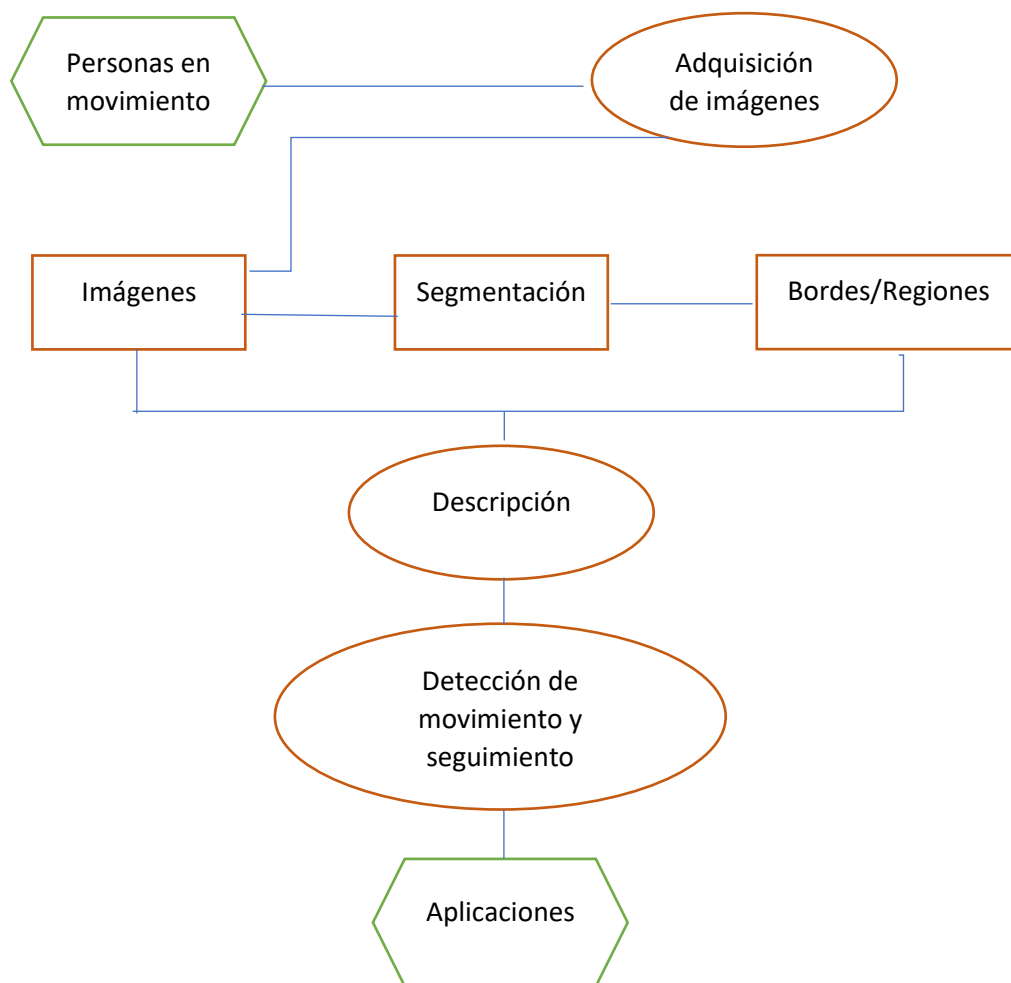 Personas en
movimiento
Adquisición
de imágenes
Imágenes
Segmentación
Bordes/Regiones
Descripción
Detección de
movimiento y
seguimiento
Aplicaciones